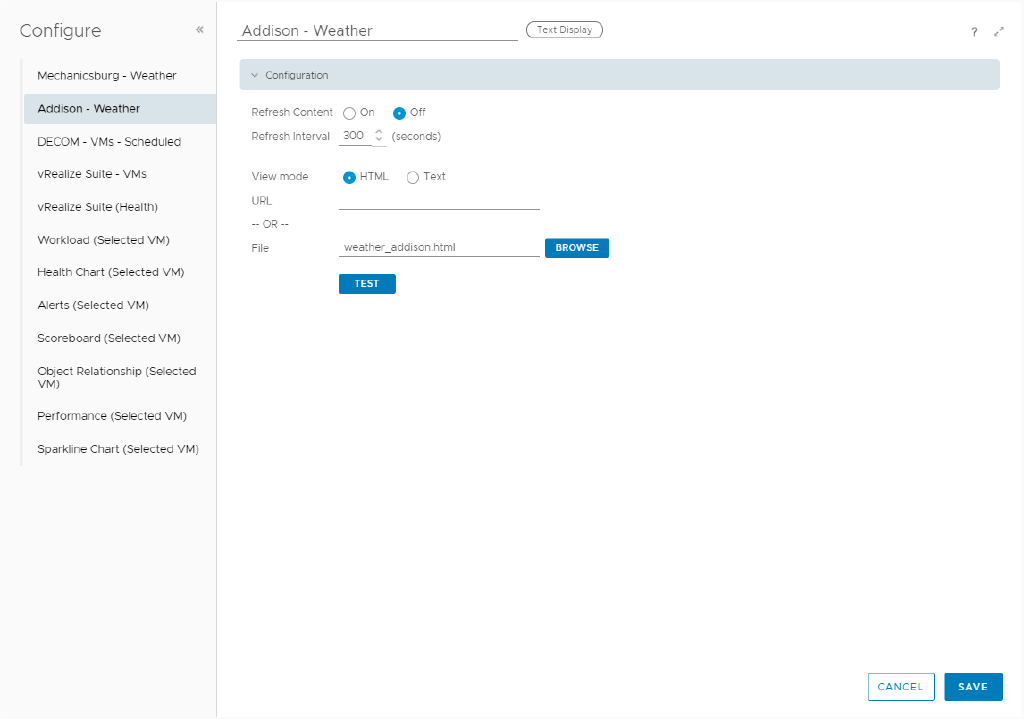 Configure «
Mechanicsburg - Weather
Addison - Weather
DECOM - VMs - Scheduled
vRealize Suite - VMs
vRealize Suite (Health)
Workload (Selected VM)
Health Chart (Selected VM)
Alerts (Selected VM)
Scoreboard (Selected VM)
Object Relationship (Selected
VM)
Performance (Selected VM)
Sparkline Chart (Selected VM)
Addison - Weather Text Display ?
Configuration
Refresh Content On Off
Refresh Interval 300 (seconds)
View mode HTML Text
URL
-- OR --
File weather_addison.html BROWSE
TEST
CANCEL SAVE